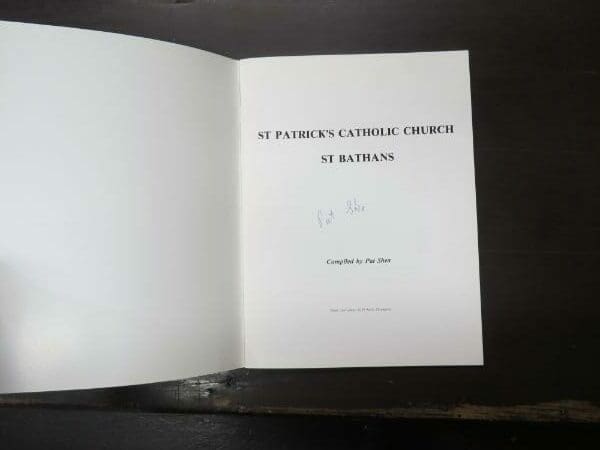 ST PATRICK'S CATHOLIC CHURCH
ST BATHANS
Pat Shea
Compiled by Pat Shea